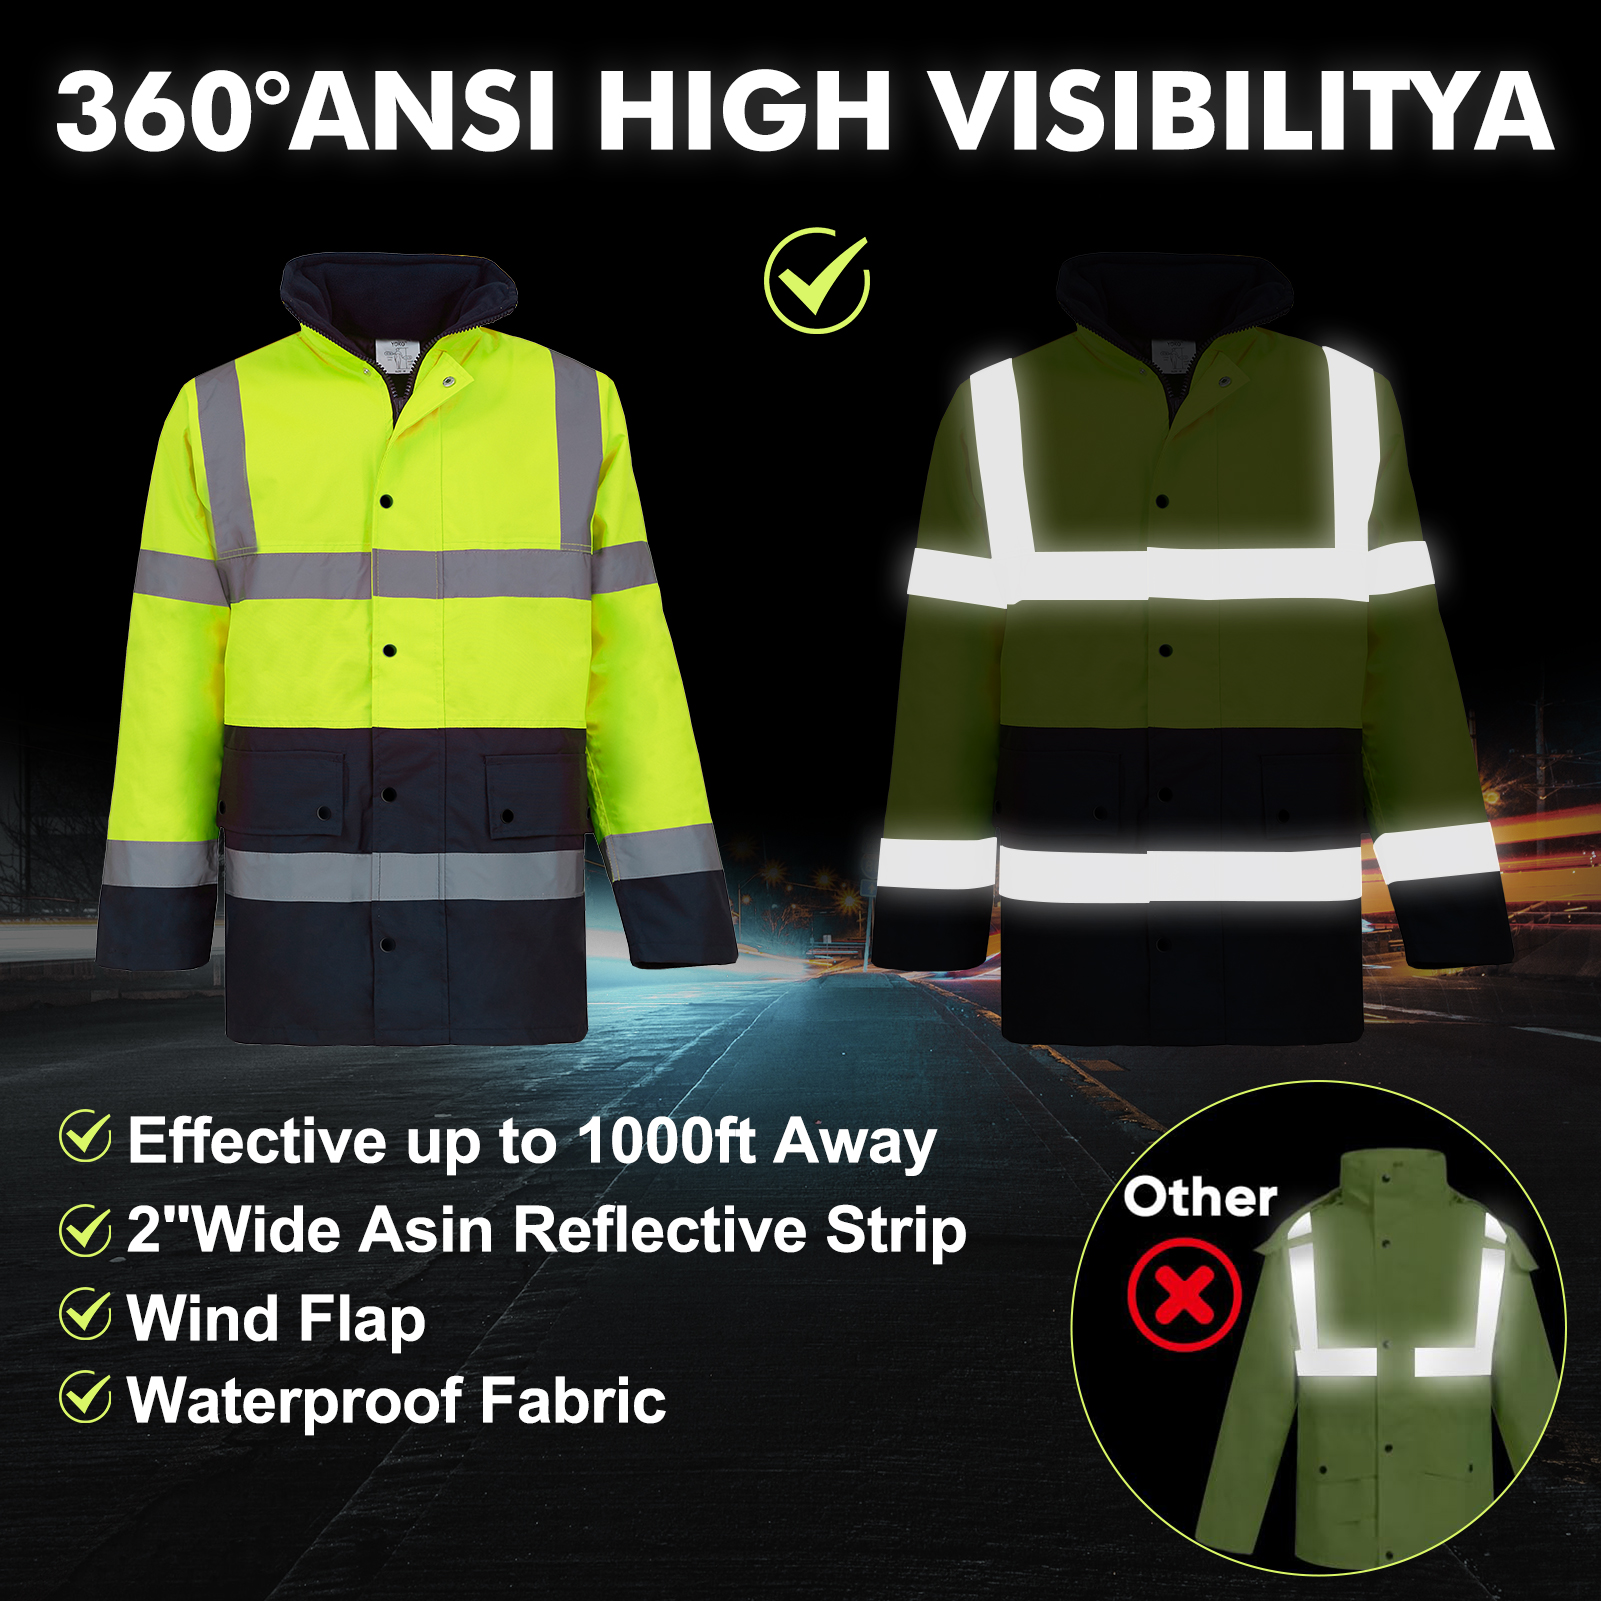 360°ANSI HIGH VISIBILITYA
YOKO
Effective up to 1000ft Away
2"Wide Asin Reflective Strip
Wind Flap
Waterproof Fabric
Other